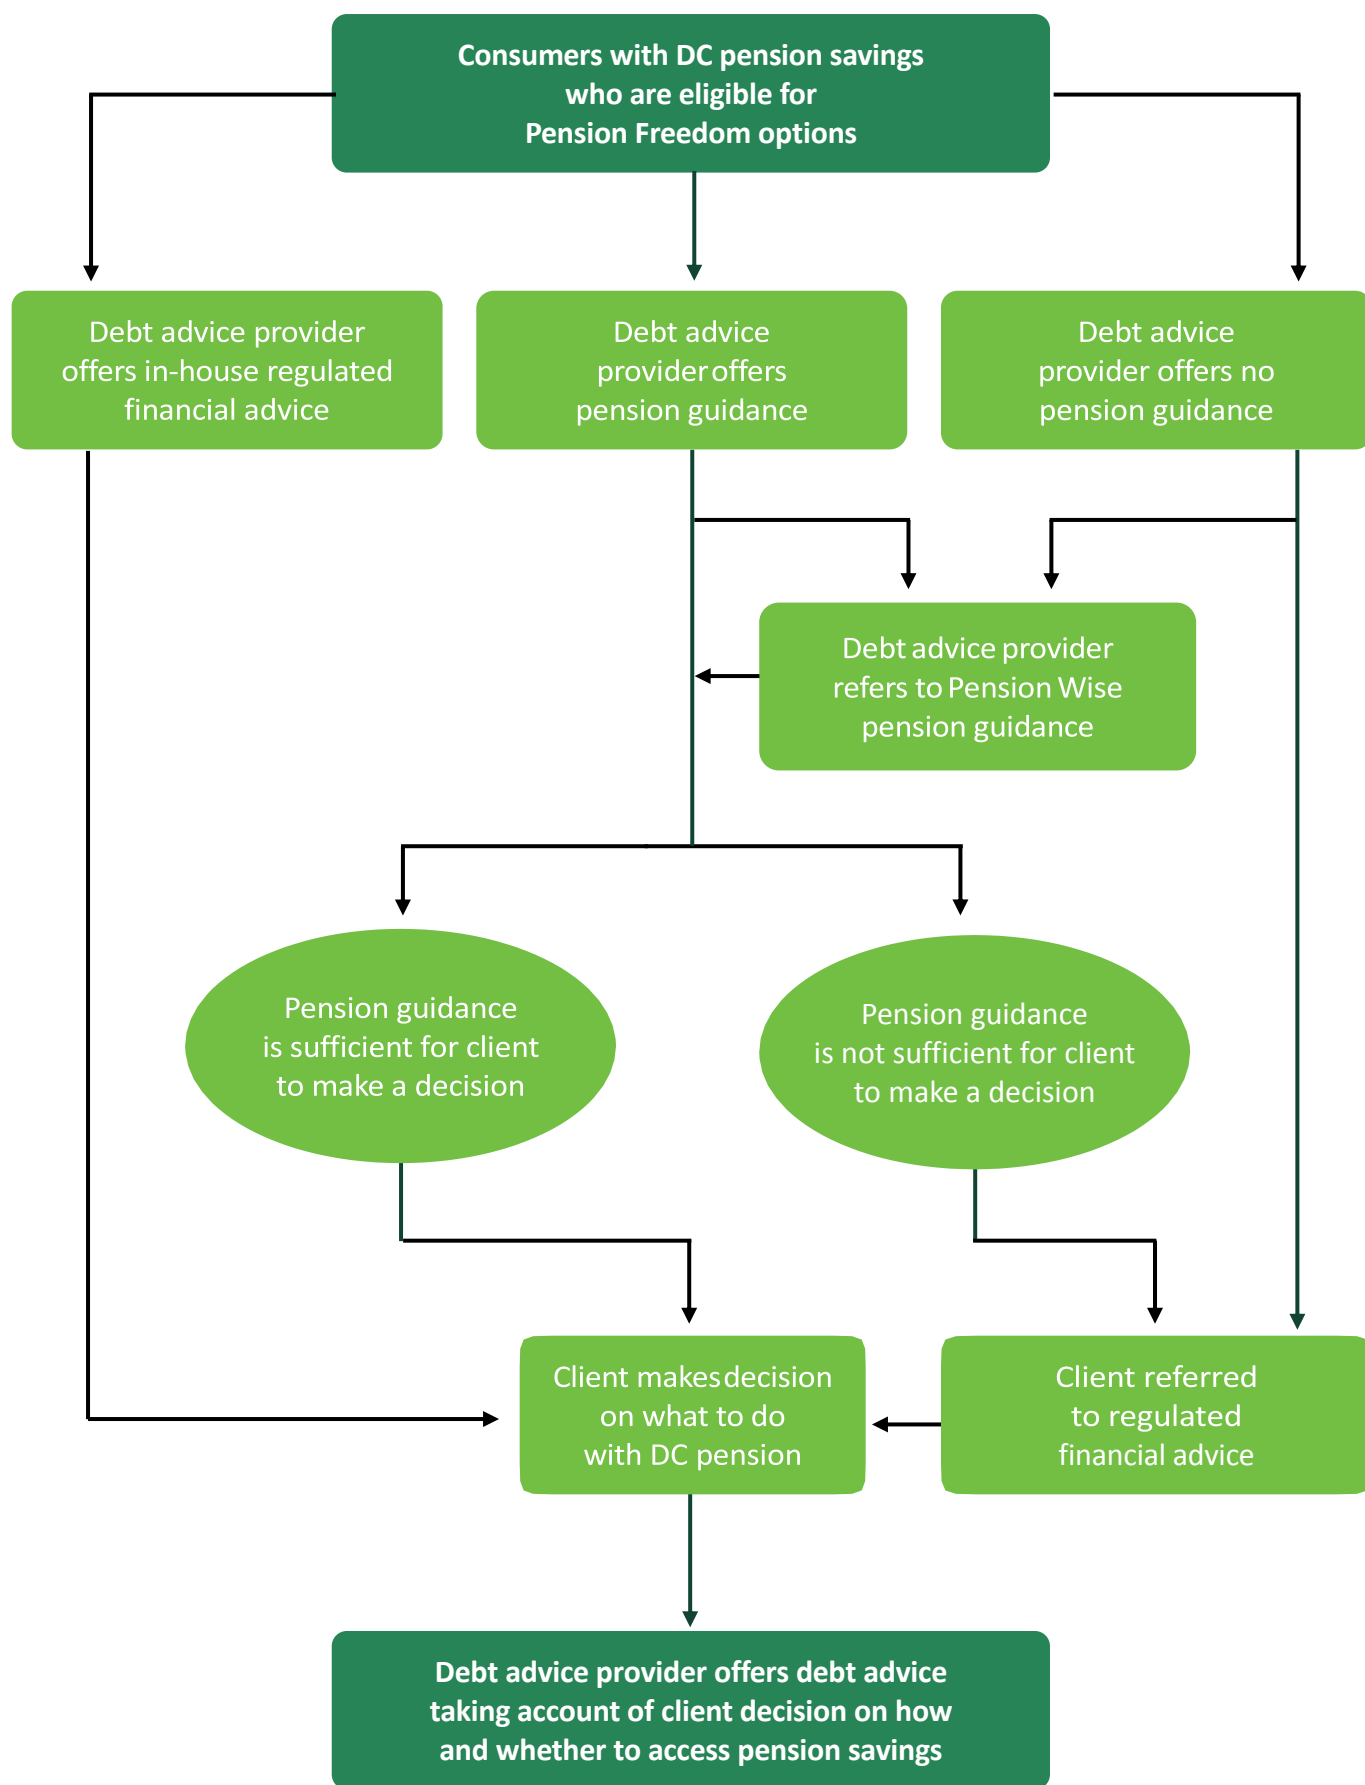 Consumers with DC pension savings
who are eligible for
Pension Freedom options
Debt advice provider
offers in-house regulated
financial advice
Debt advice
provider offers
pension guidance
Debt advice
provider offers no
pension guidance
Debt advice provider
refers to Pension Wise
pension guidance
Pension guidance
is sufficient for client
to make a decision
Pension guidance
is not sufficient for client
to make a decision
Client makes decision
on what to do
with DC pension
Client referred
to regulated
financial advice
Debt advice provider offers debt advice
taking account of client decision on how
and whether to access pension savings